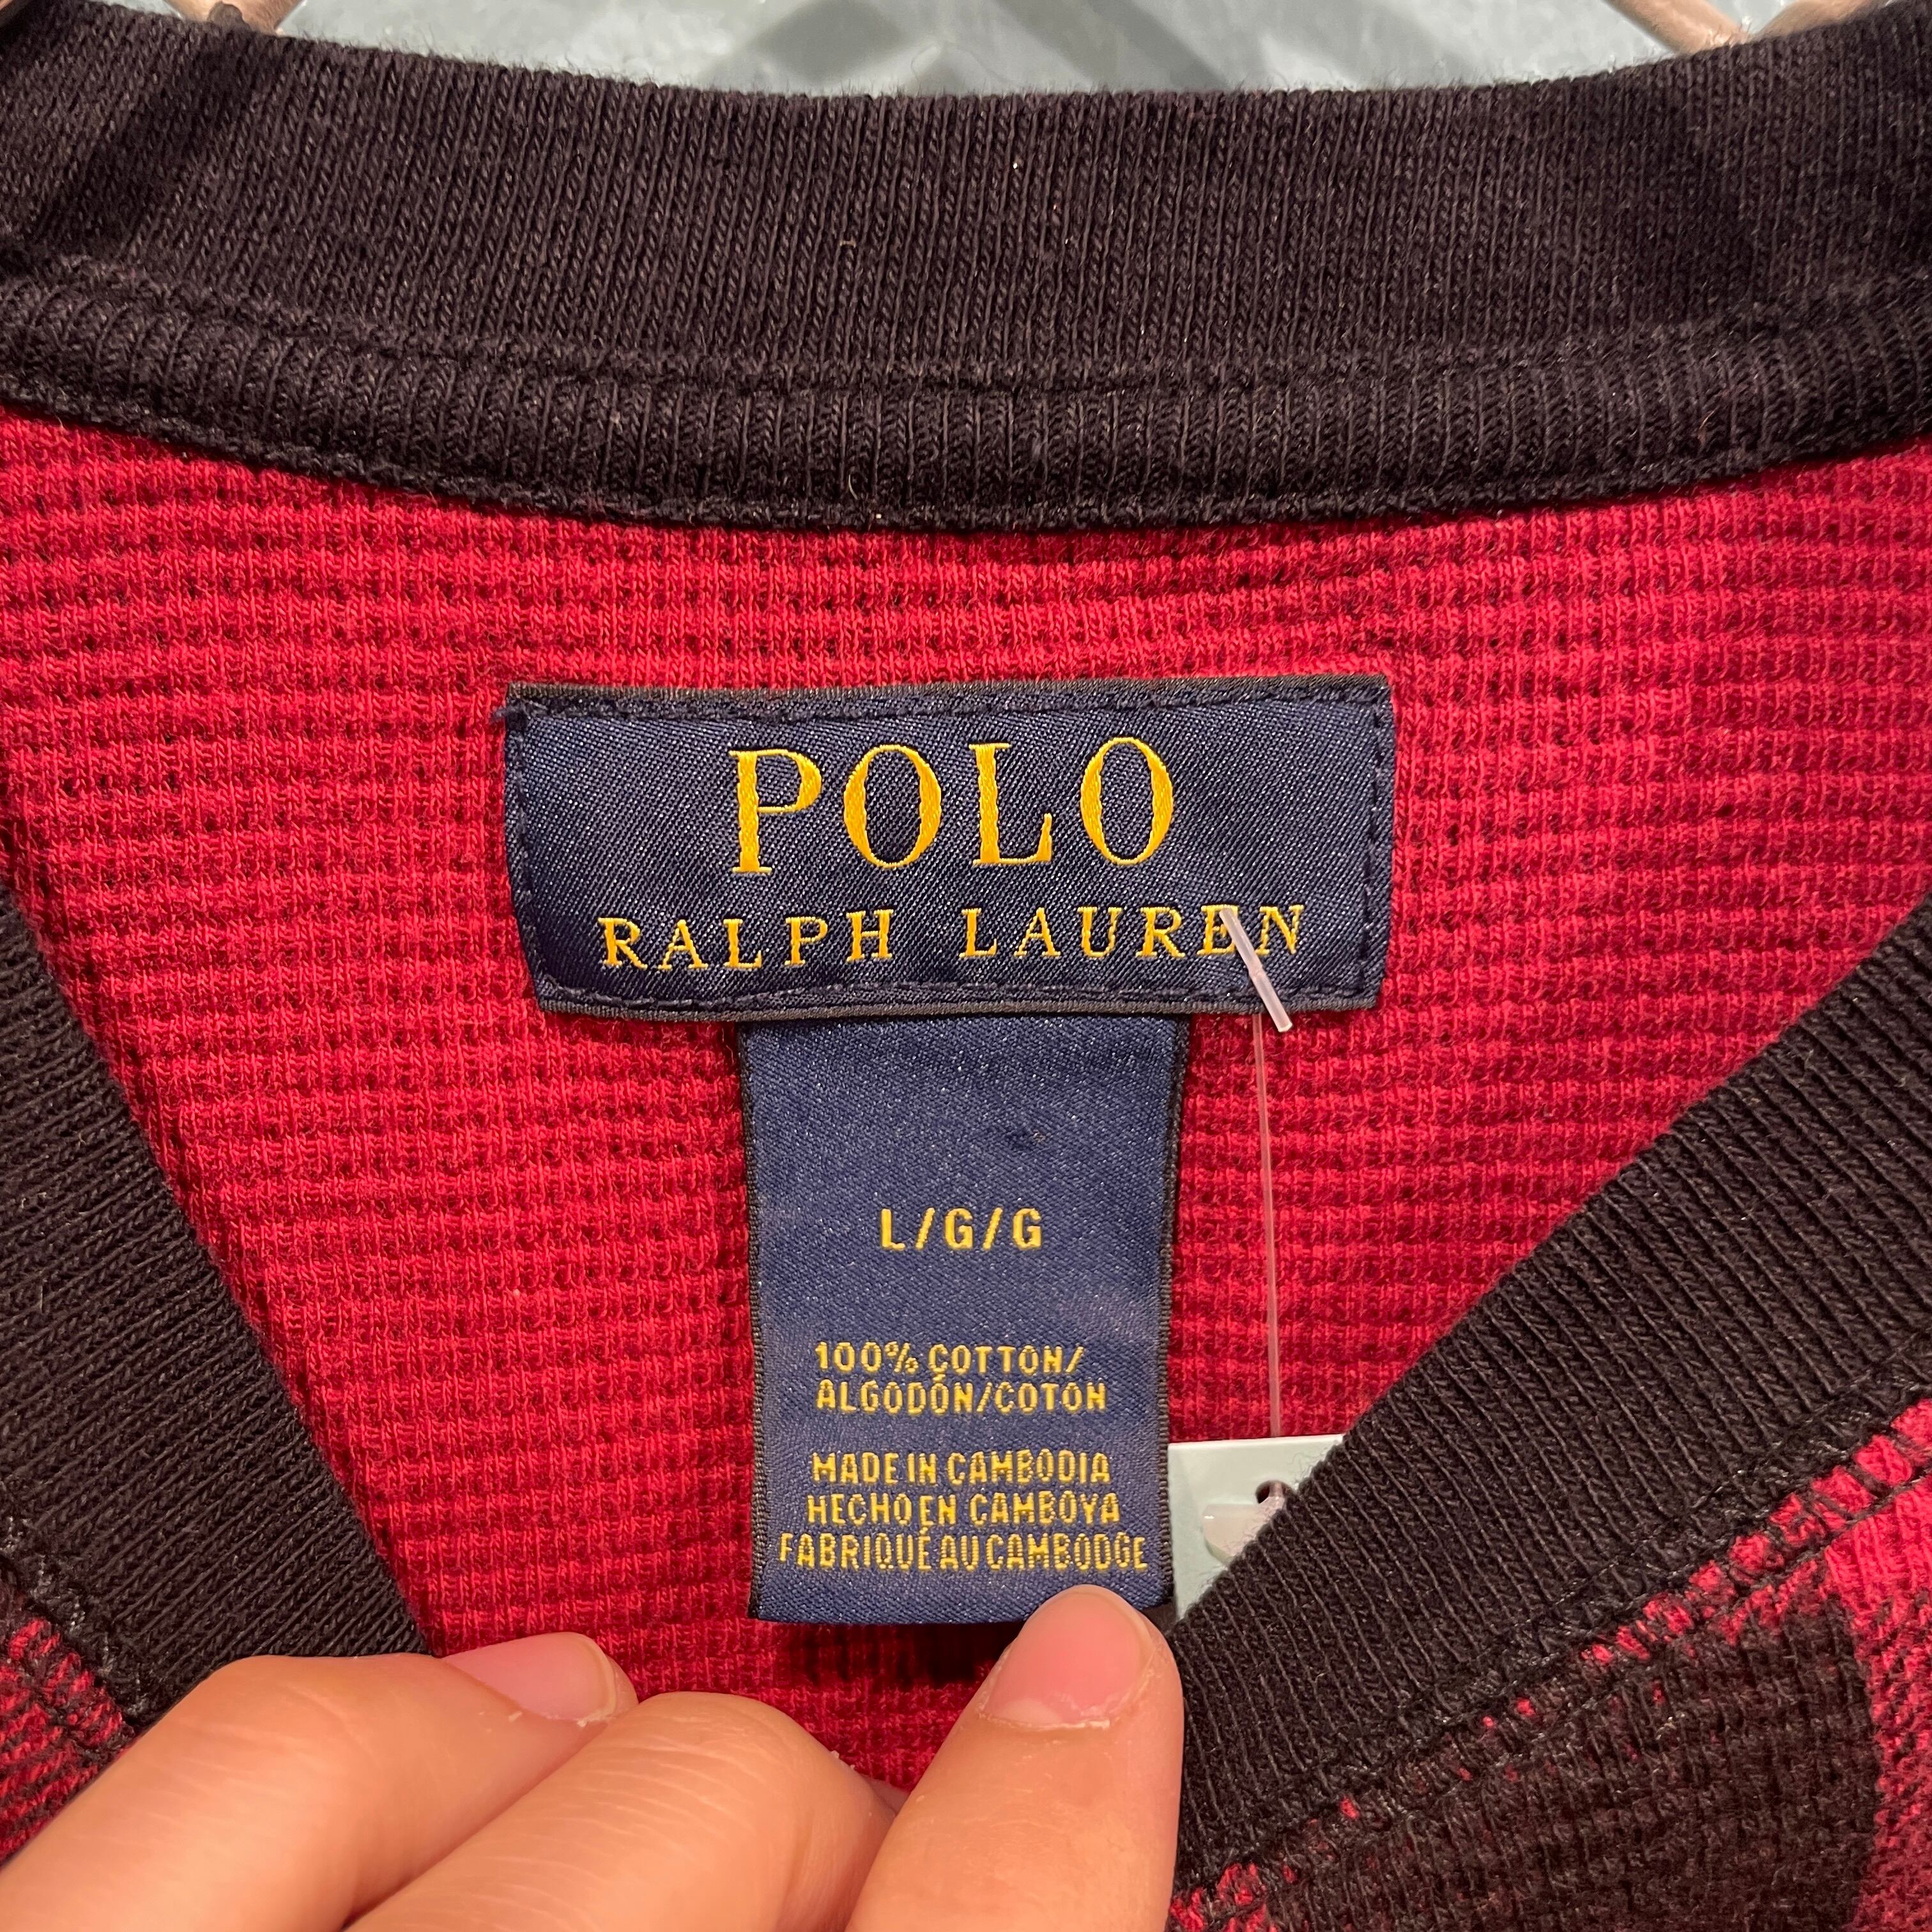 POLO
RALPH LAUREN
L/G/G
100% COTTON/
ALGODÓN/COTON
MADE IN CAMBODIA
HECHO EN CAMBOYA
FABRIQUÉ AU CAMBODGE